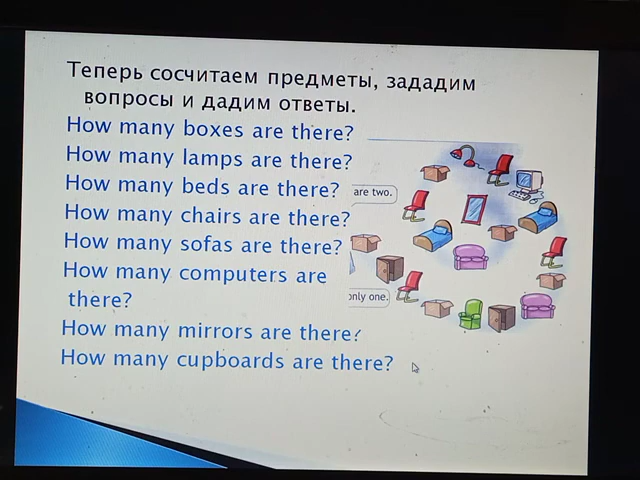 Теперь сосчитаем предметы, зададим
вопросы и дадим ответы.
How many boxes are there?
How many lamps are there?
How many beds are there?
are two.
How many chairs are there?
How many sofas are there?
How many computers are
there?
only one.
How many mirrors are there?
How many cupboards are there?